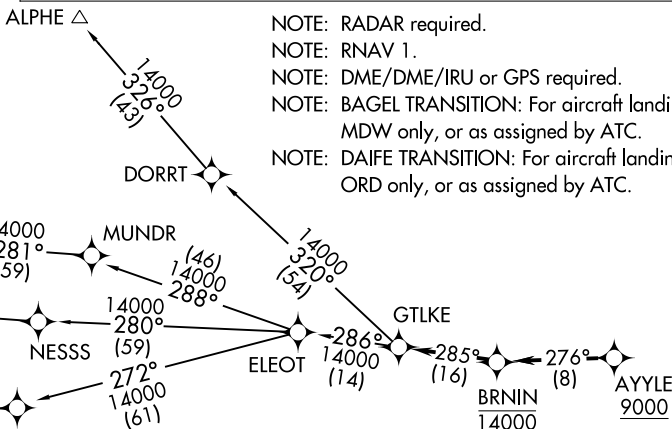 ALPHE
NOTE: RADAR required.
NOTE: RNAV 1.
NOTE: DME/DME/IRU or GPS required.
NOTE: BAGEL TRANSITION: For aircraft landi
MDW only, or as assigned by ATC.
NOTE: DAIFE TRANSITION: For aircraft landin
ORD only, or as assigned by ATC.
14000
326°
(43)
DORRT
MUNDR
4000
281°
59)
(46)
14000
288°
14000
320°
(54)
14000
280°
(59)
NESSS
GTLKE
ELEOT
286°
14000
(14)
285°
(16)
276°
(8)
272°
14000
(61)
BRNIN
14000
AYYLE
9000